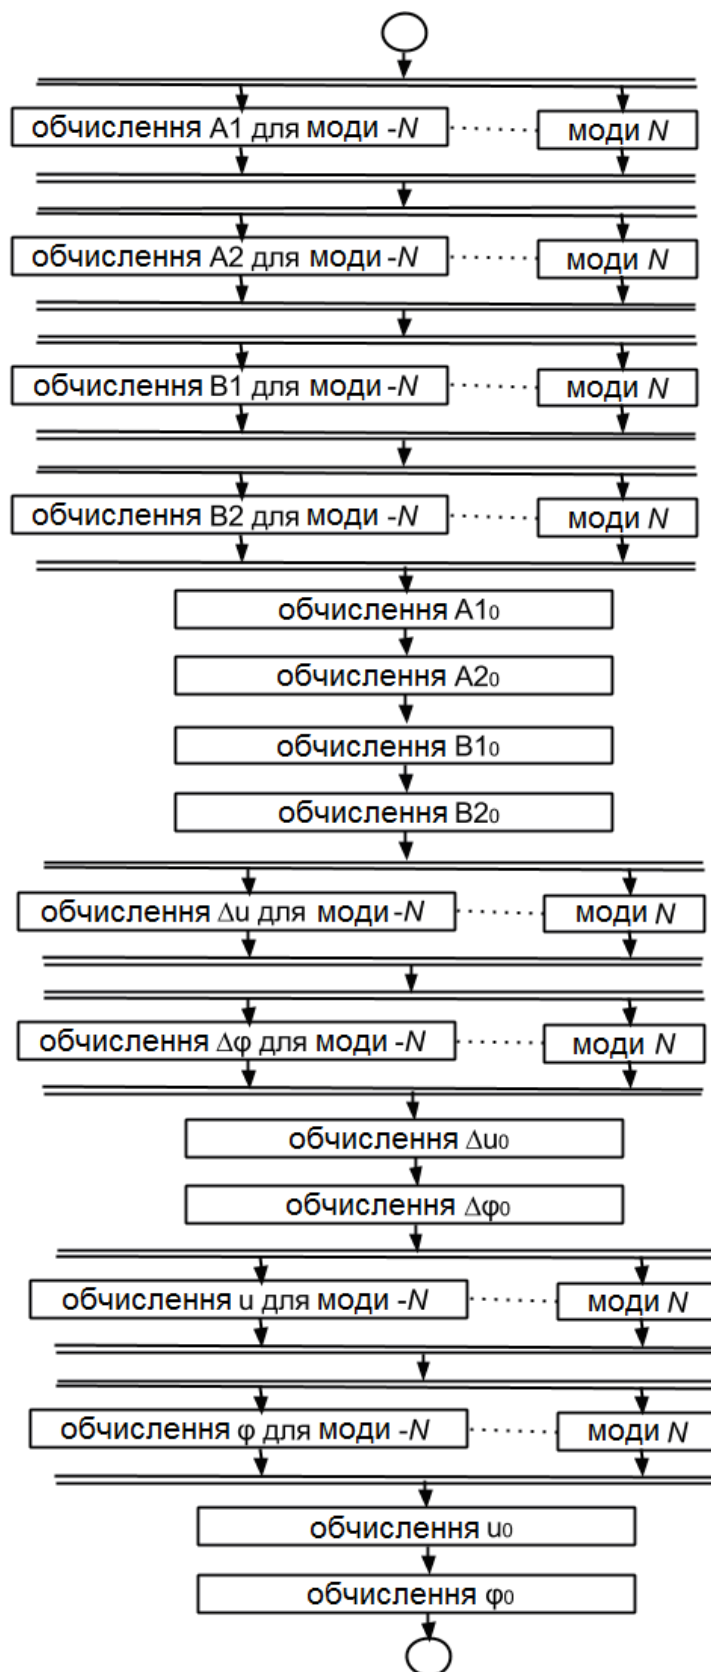 обчислення A1 для моди -N моди N
обчислення A2 для моди -N моди N
обчислення B1 для моди -N моди N
обчислення B2 для моди -N моди N
обчислення A1₀
обчислення A2₀
обчислення B1₀
обчислення B2₀
обчислення Δu для моди -N моди N
обчислення Δφ для моди -N моди N
обчислення Δu₀
обчислення Δφ₀
обчислення u для моди -N моди N
обчислення φ для моди -N моди N
обчислення u₀
обчислення φ₀